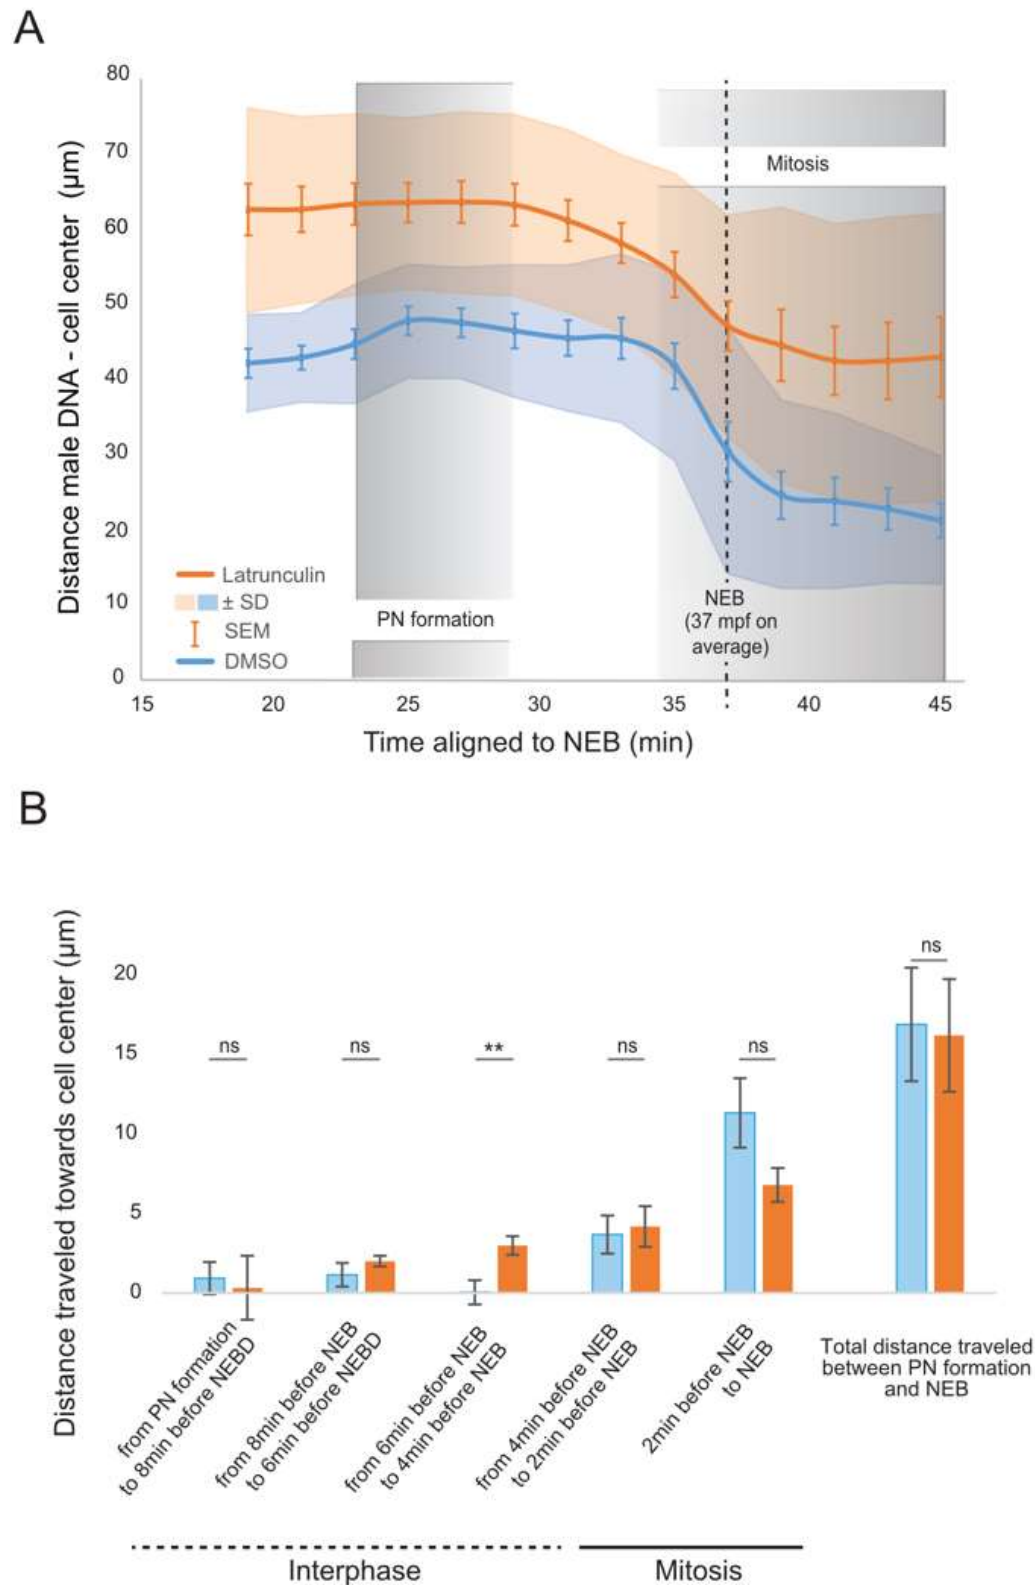 A
Distance male DNA - cell center (µm)
80
70
60
50
40
30
20
10
0
Mitosis
Latrunculin
± SD
SEM
DMSO
PN formation
NEB
(37 mpf on
average)
15
20
25
30
35
40
45
Time aligned to NEB (min)
B
Distance traveled towards cell center (µm)
20
15
10
5
0
ns
ns
**
ns
ns
ns
from PN formation
to 8min before NEBD
from 8min before NEB
to 6min before NEBD
from 6min before NEB
to 4min before NEB
from 4min before NEB
to 2min before NEB
2min before NEB
to NEB
Total distance traveled
between PN formation
and NEB
Interphase
Mitosis